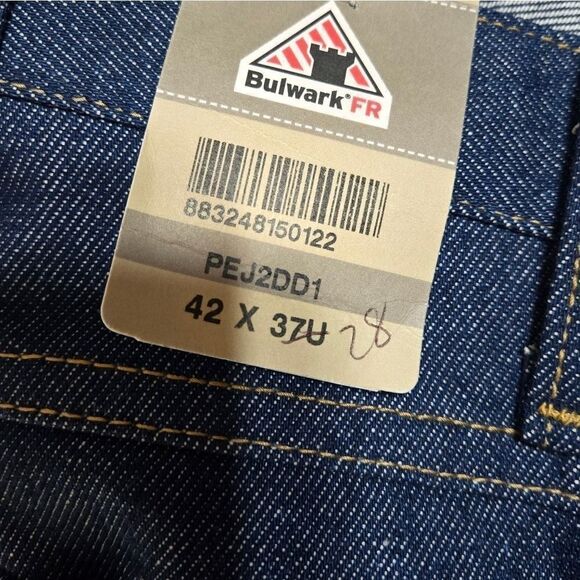 Bulwark® FR
883248150122
PEJ2DD1
42 X 37U 28